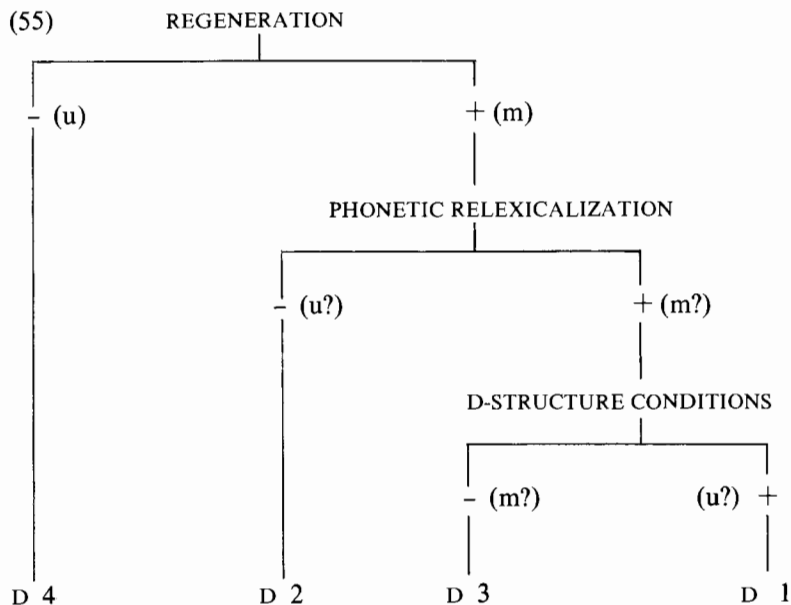 (55) REGENERATION
– (u) + (m)
PHONETIC RELEXICALIZATION
– (u?) + (m?)
D-STRUCTURE CONDITIONS
– (m?) (u?) +
D 4 D 2 D 3 D 1